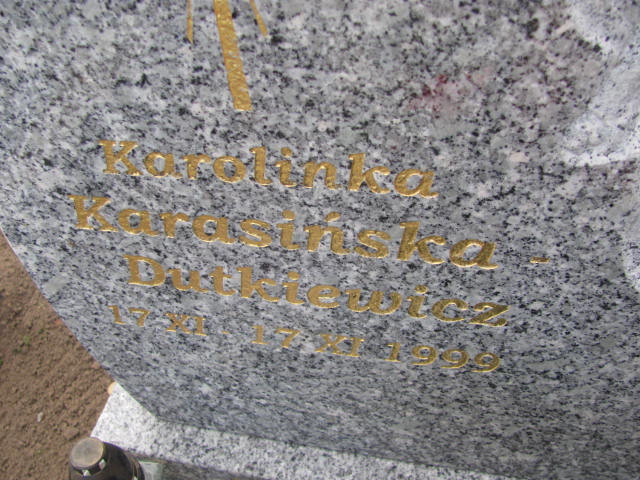 Karolinka
Karasińska -
Dutkiewicz
17 XI - 17 XI 1999